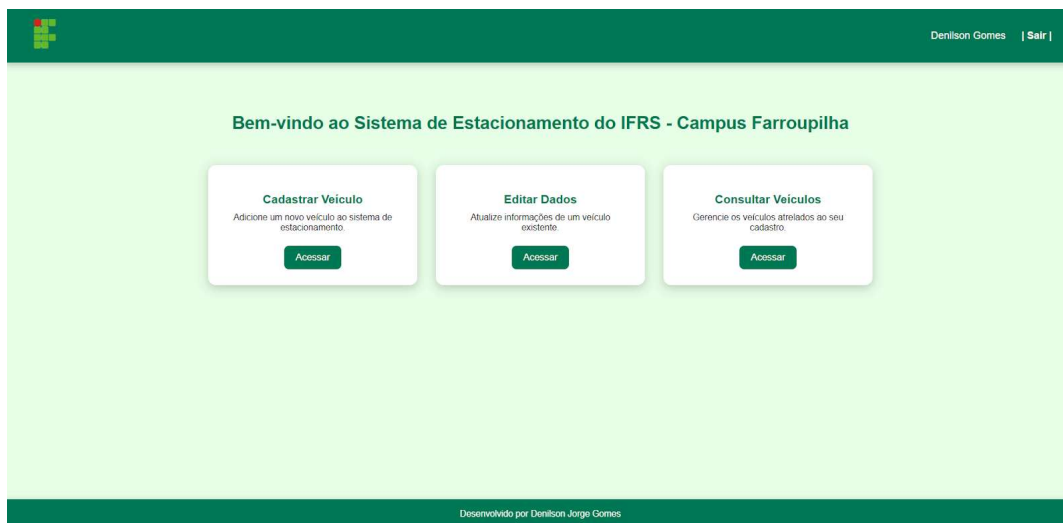 Denilson Gomes | Sair |
Bem-vindo ao Sistema de Estacionamento do IFRS - Campus Farroupilha
Cadastrar Veículo
Adicione um novo veículo ao sistema de
estacionamento.
Acessar
Editar Dados
Atualize informações de um veículo
existente.
Acessar
Consultar Veículos
Gerencie os veículos atrelados ao seu
cadastro.
Acessar
Desenvolvido por Denilson Jorge Gomes